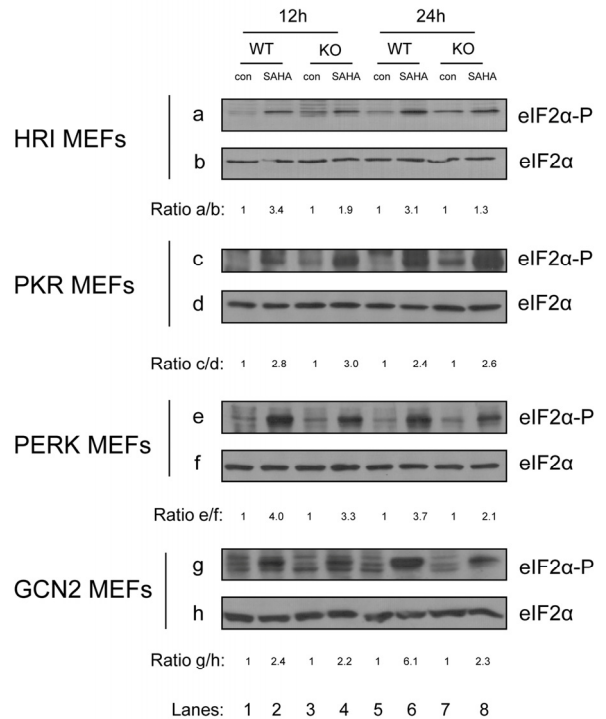 12h 24h
WT KO WT KO
con SAHA con SAHA con SAHA con SAHA
HRI MEFs
a eIF2α-P
b eIF2α
Ratio a/b: 1 3.4 1 1.9 1 3.1 1 1.3
PKR MEFs
c eIF2α-P
d eIF2α
Ratio c/d: 1 2.8 1 3.0 1 2.4 1 2.6
PERK MEFs
e eIF2α-P
f eIF2α
Ratio e/f: 1 4.0 1 3.3 1 3.7 1 2.1
GCN2 MEFs
g eIF2α-P
h eIF2α
Ratio g/h: 1 2.4 1 2.2 1 6.1 1 2.3
Lanes: 1 2 3 4 5 6 7 8